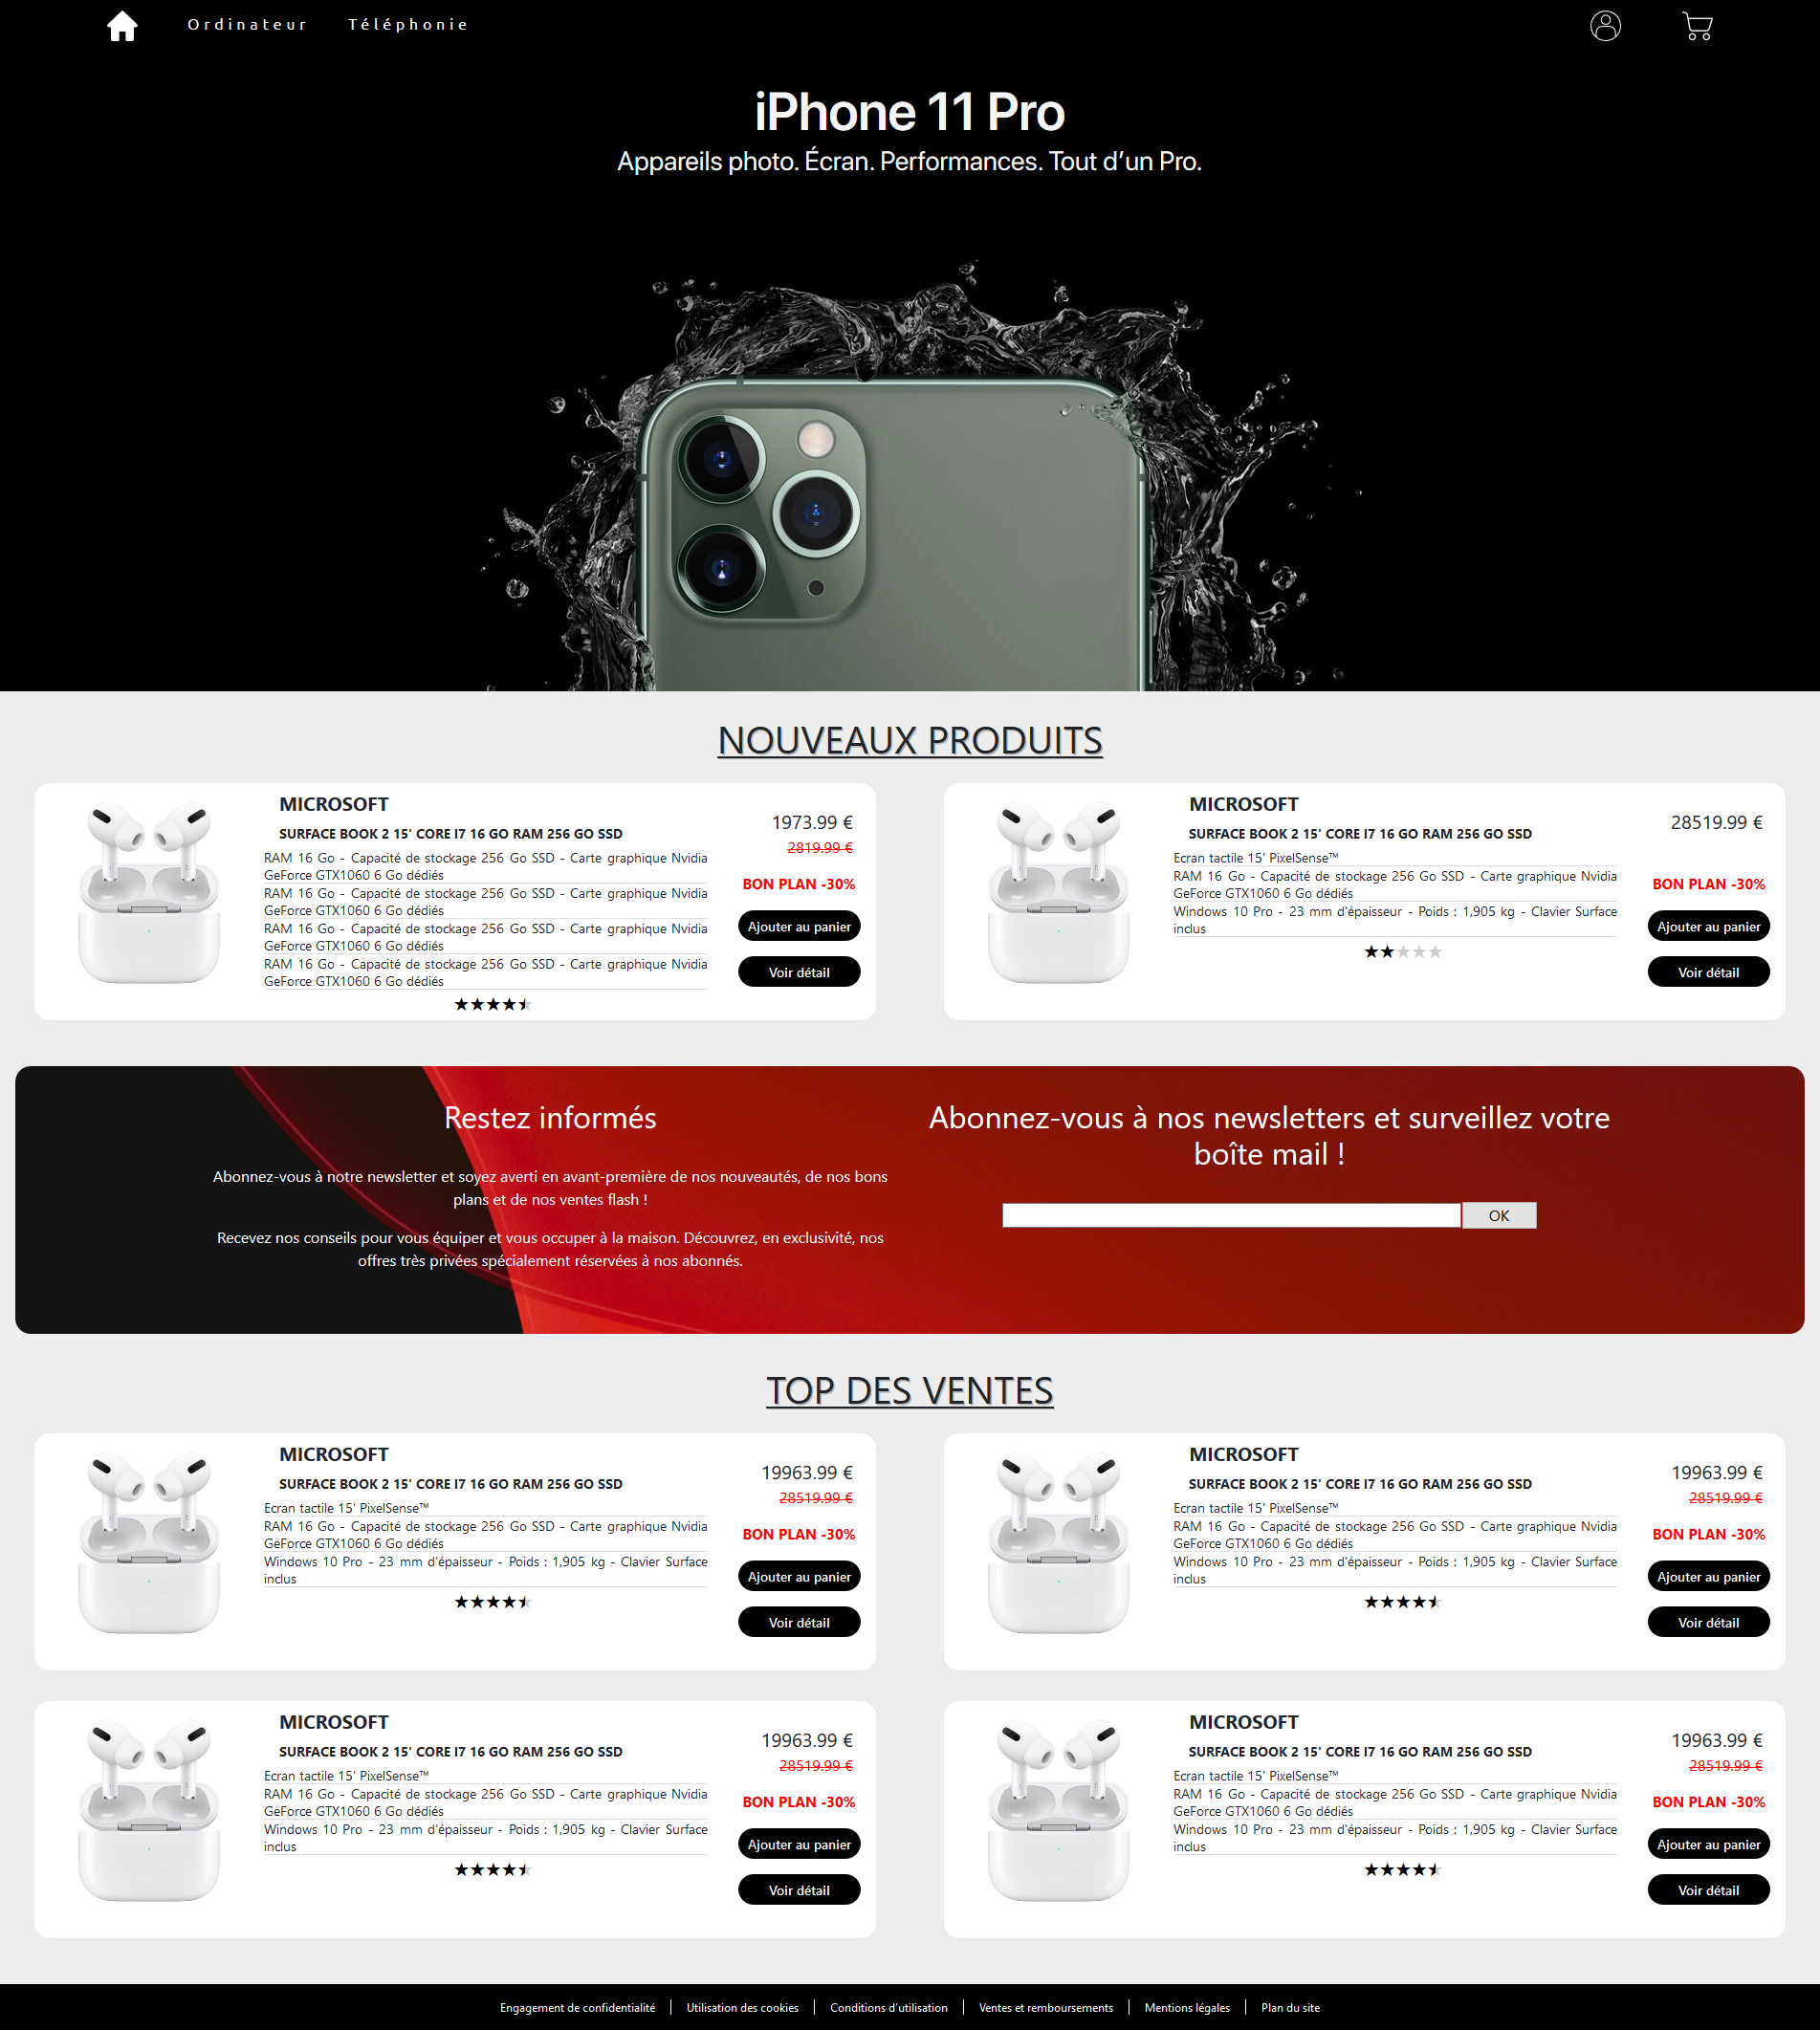 Ordinateur Téléphonie
iPhone 11 Pro
Appareils photo. Écran. Performances. Tout d’un Pro.
NOUVEAUX PRODUITS
MICROSOFT
SURFACE BOOK 2 15' CORE I7 16 GO RAM 256 GO SSD
RAM 16 Go - Capacité de stockage 256 Go SSD - Carte graphique Nvidia
GeForce GTX1060 6 Go dédiés
RAM 16 Go - Capacité de stockage 256 Go SSD - Carte graphique Nvidia
GeForce GTX1060 6 Go dédiés
RAM 16 Go - Capacité de stockage 256 Go SSD - Carte graphique Nvidia
GeForce GTX1060 6 Go dédiés
RAM 16 Go - Capacité de stockage 256 Go SSD - Carte graphique Nvidia
GeForce GTX1060 6 Go dédiés
1973.99 €
2819.99 €
BON PLAN -30%
Ajouter au panier
Voir détail
MICROSOFT
SURFACE BOOK 2 15' CORE I7 16 GO RAM 256 GO SSD
Ecran tactile 15' PixelSense™
RAM 16 Go - Capacité de stockage 256 Go SSD - Carte graphique Nvidia
GeForce GTX1060 6 Go dédiés
Windows 10 Pro - 23 mm d'épaisseur - Poids : 1,905 kg - Clavier Surface
inclus
28519.99 €
BON PLAN -30%
Ajouter au panier
Voir détail
Restez informés
Abonnez-vous à notre newsletter et soyez averti en avant-première de nos nouveautés, de nos bons
plans et de nos ventes flash !
Recevez nos conseils pour vous équiper et vous occuper à la maison. Découvrez, en exclusivité, nos
offres très privées spécialement réservées à nos abonnés.
Abonnez-vous à nos newsletters et surveillez votre
boîte mail !
OK
TOP DES VENTES
MICROSOFT
SURFACE BOOK 2 15' CORE I7 16 GO RAM 256 GO SSD
Ecran tactile 15' PixelSense™
RAM 16 Go - Capacité de stockage 256 Go SSD - Carte graphique Nvidia
GeForce GTX1060 6 Go dédiés
Windows 10 Pro - 23 mm d'épaisseur - Poids : 1,905 kg - Clavier Surface
inclus
19963.99 €
28519.99 €
BON PLAN -30%
Ajouter au panier
Voir détail
MICROSOFT
SURFACE BOOK 2 15' CORE I7 16 GO RAM 256 GO SSD
Ecran tactile 15' PixelSense™
RAM 16 Go - Capacité de stockage 256 Go SSD - Carte graphique Nvidia
GeForce GTX1060 6 Go dédiés
Windows 10 Pro - 23 mm d'épaisseur - Poids : 1,905 kg - Clavier Surface
inclus
19963.99 €
28519.99 €
BON PLAN -30%
Ajouter au panier
Voir détail
MICROSOFT
SURFACE BOOK 2 15' CORE I7 16 GO RAM 256 GO SSD
Ecran tactile 15' PixelSense™
RAM 16 Go - Capacité de stockage 256 Go SSD - Carte graphique Nvidia
GeForce GTX1060 6 Go dédiés
Windows 10 Pro - 23 mm d'épaisseur - Poids : 1,905 kg - Clavier Surface
inclus
19963.99 €
28519.99 €
BON PLAN -30%
Ajouter au panier
Voir détail
MICROSOFT
SURFACE BOOK 2 15' CORE I7 16 GO RAM 256 GO SSD
Ecran tactile 15' PixelSense™
RAM 16 Go - Capacité de stockage 256 Go SSD - Carte graphique Nvidia
GeForce GTX1060 6 Go dédiés
Windows 10 Pro - 23 mm d'épaisseur - Poids : 1,905 kg - Clavier Surface
inclus
19963.99 €
28519.99 €
BON PLAN -30%
Ajouter au panier
Voir détail
Engagement de confidentialité Utilisation des cookies Conditions d'utilisation Ventes et remboursements Mentions légales Plan du site